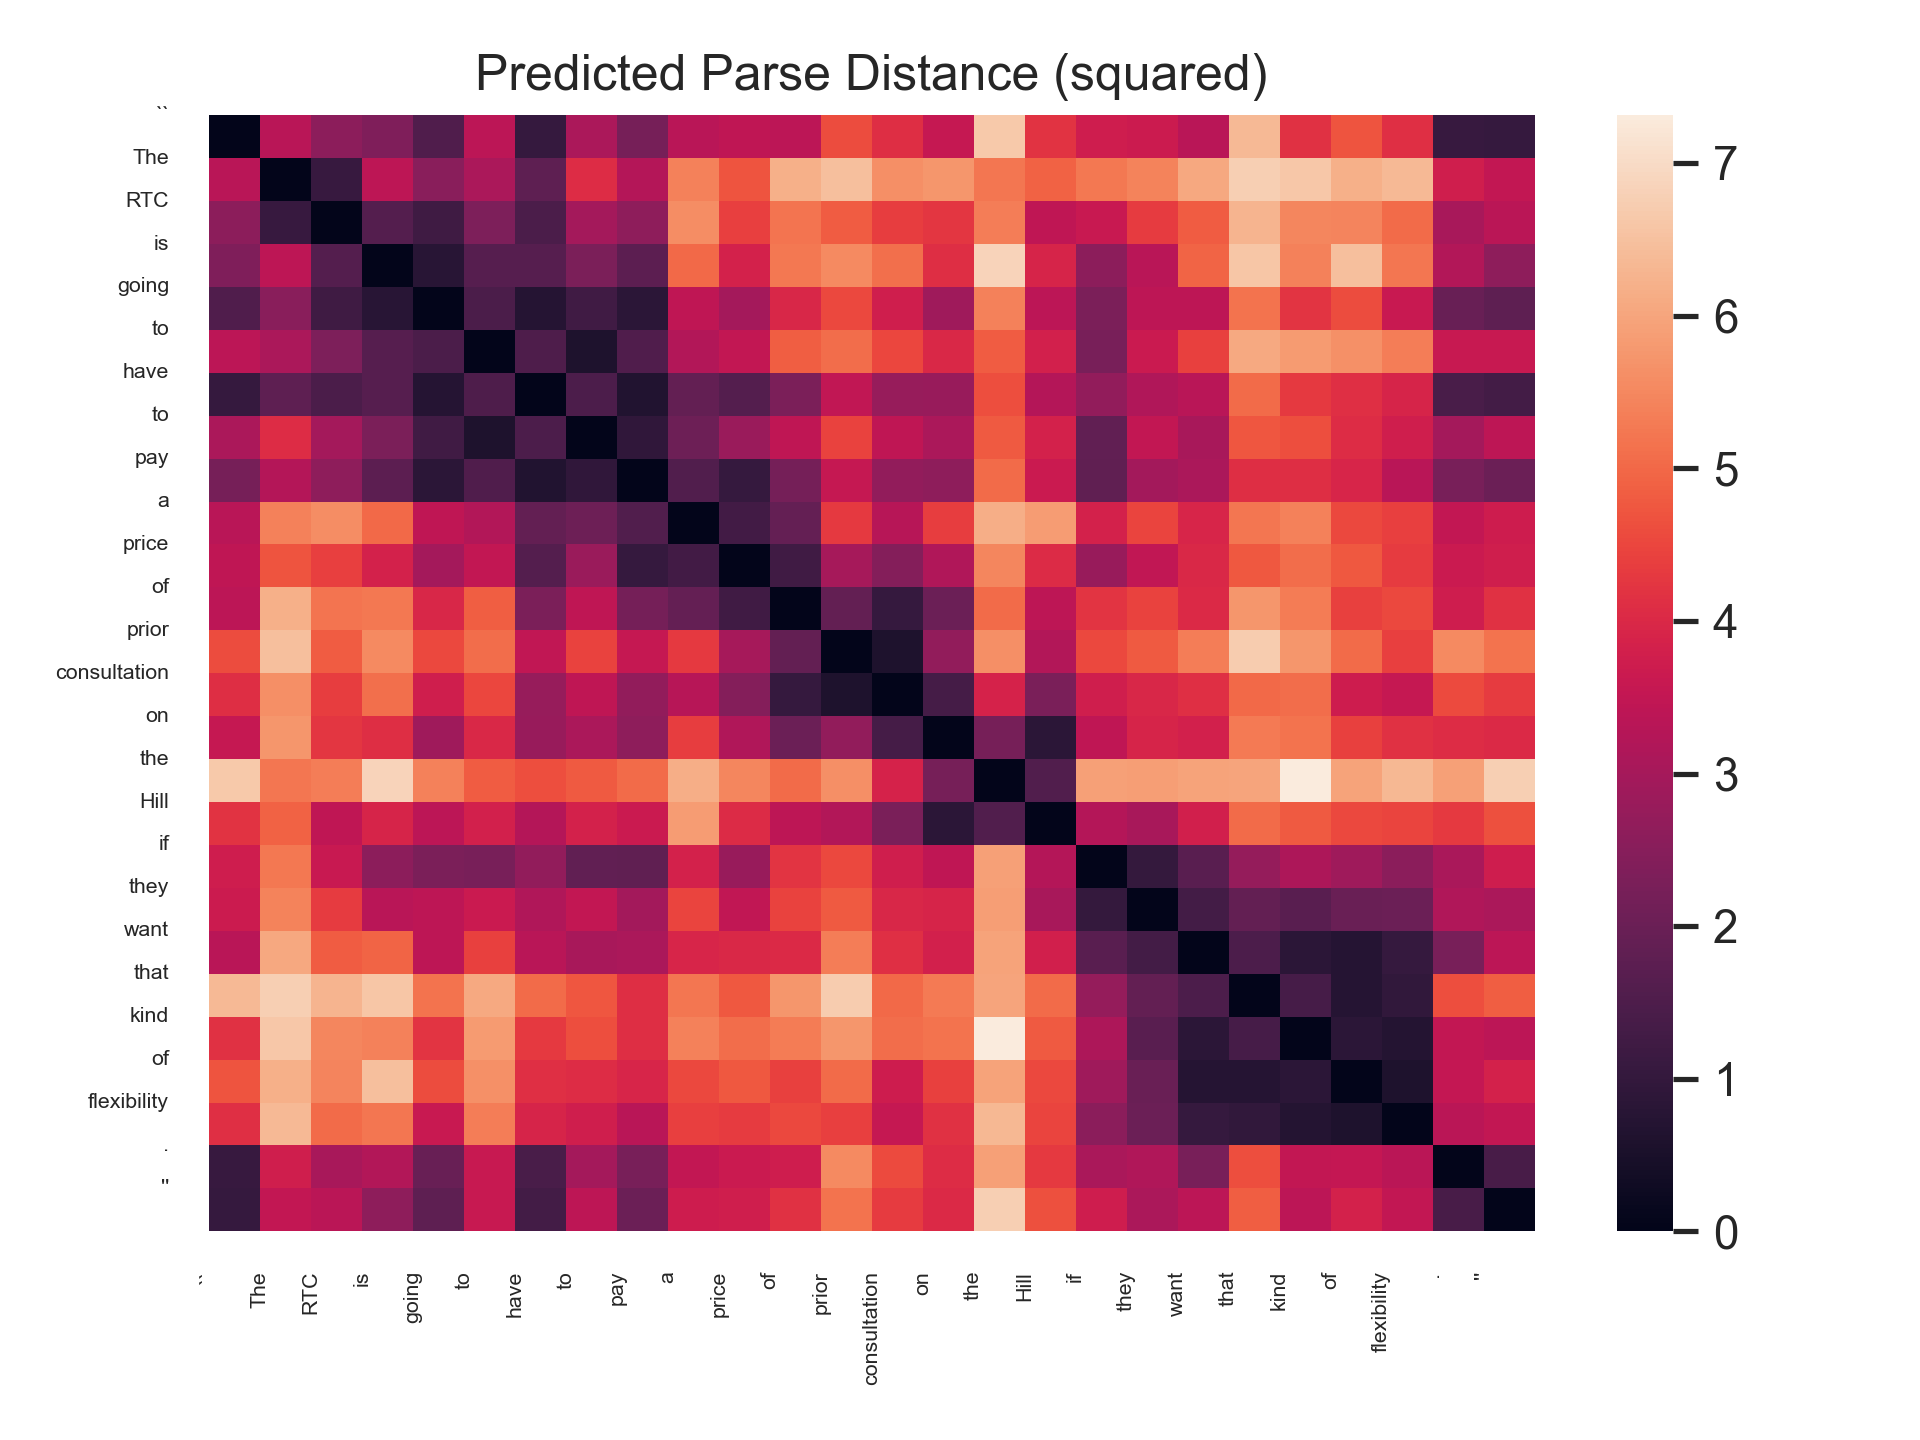 Predicted Parse Distance (squared)
``
The
RTC
is
going
to
have
to
pay
a
price
of
prior
consultation
on
the
Hill
if
they
want
that
kind
of
flexibility
.
''
7
6
5
4
3
2
1
0
`` The RTC is going to have to pay a price of prior consultation on the Hill if they want that kind of flexibility . ''